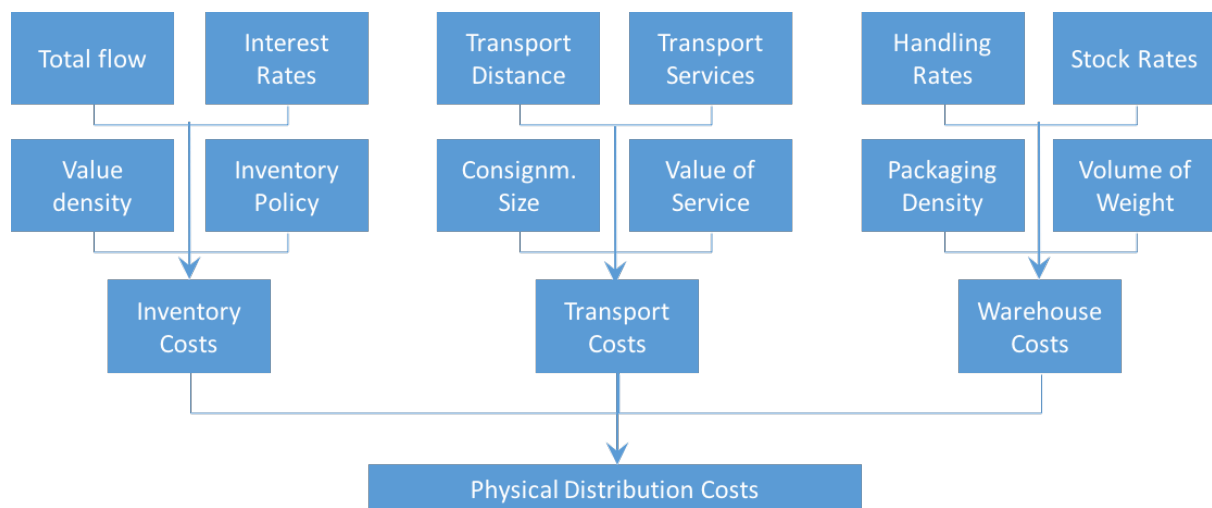 Total flow
Interest
Rates
Transport
Distance
Transport
Services
Handling
Rates
Stock Rates
Value
density
Inventory
Policy
Consignm.
Size
Value of
Service
Packaging
Density
Volume of
Weight
Inventory
Costs
Transport
Costs
Warehouse
Costs
Physical Distribution Costs